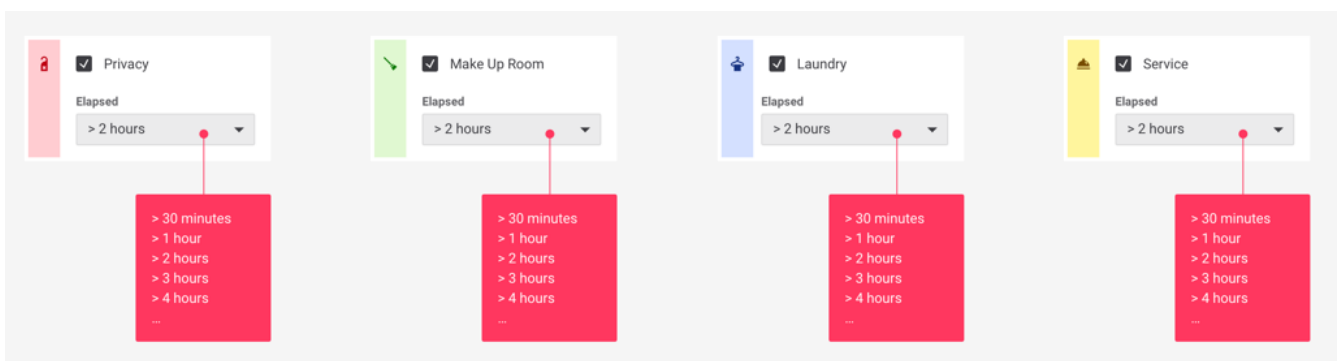 Privacy
Elapsed
> 2 hours
> 30 minutes
> 1 hour
> 2 hours
> 3 hours
> 4 hours
...
Make Up Room
Elapsed
> 2 hours
> 30 minutes
> 1 hour
> 2 hours
> 3 hours
> 4 hours
...
Laundry
Elapsed
> 2 hours
> 30 minutes
> 1 hour
> 2 hours
> 3 hours
> 4 hours
...
Service
Elapsed
> 2 hours
> 30 minutes
> 1 hour
> 2 hours
> 3 hours
> 4 hours
...